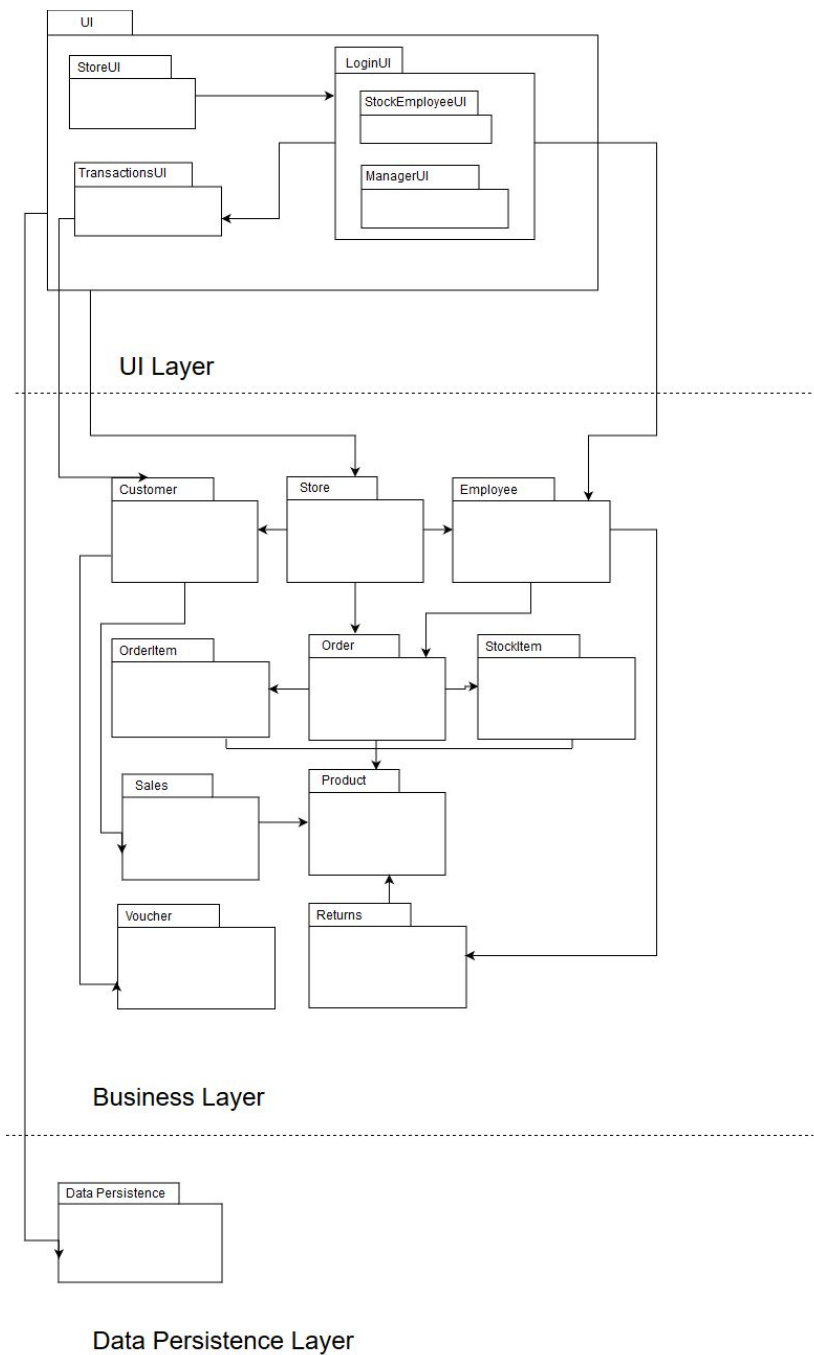 UI
StoreUI
LoginUI
StockEmployeeUI
TransactionsUI
ManagerUI
UI Layer
Customer
Store
Employee
OrderItem
Order
StockItem
Sales
Product
Voucher
Returns
Business Layer
Data Persistence
Data Persistence Layer